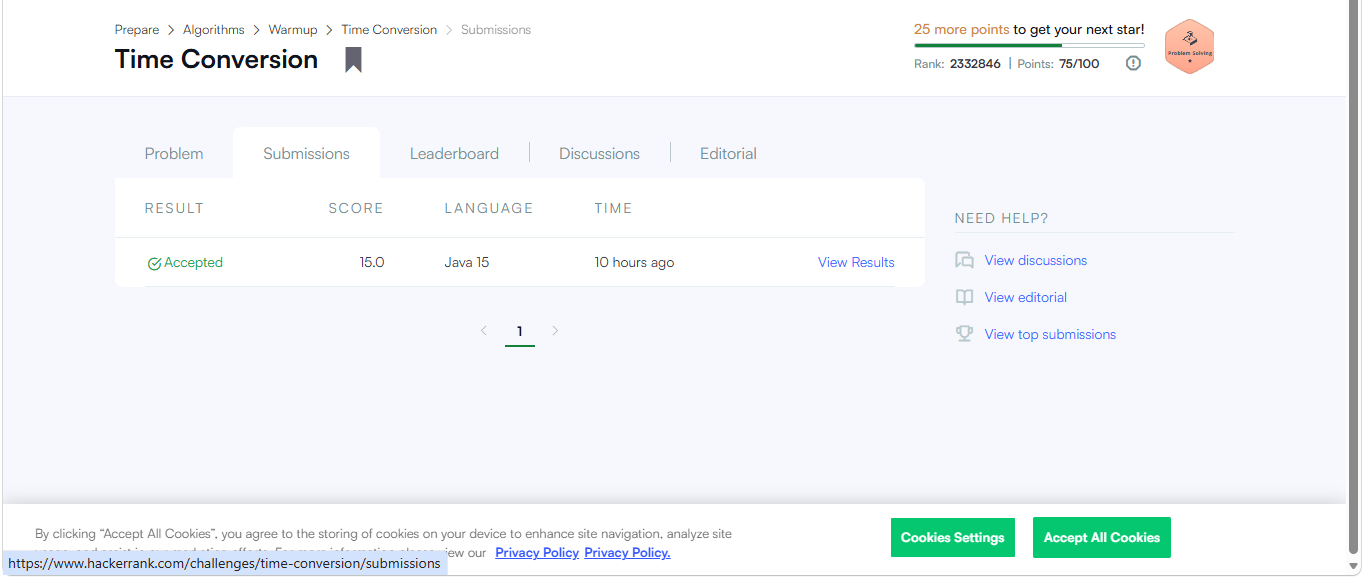 Prepare > Algorithms > Warmup > Time Conversion > Submissions
Time Conversion
25 more points to get your next star!
Rank: 2332846 | Points: 75/100
Problem Solving
Problem
Submissions
Leaderboard
Discussions
Editorial
RESULT SCORE LANGUAGE TIME
Accepted 15.0 Java 15 10 hours ago View Results
1
NEED HELP?
View discussions
View editorial
View top submissions
By clicking “Accept All Cookies”, you agree to the storing of cookies on your device to enhance site navigation, analyze site
Privacy Policy Privacy Policy.
Cookies Settings
Accept All Cookies
https://www.hackerrank.com/challenges/time-conversion/submissions